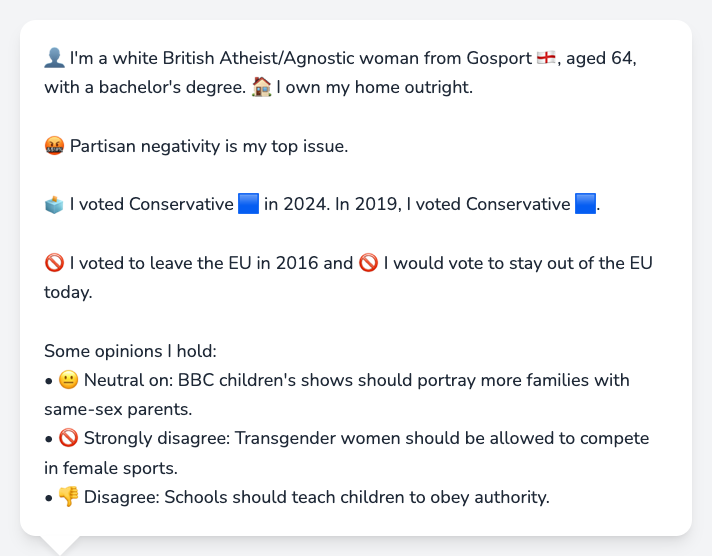 👤 I'm a white British Atheist/Agnostic woman from Gosport 🏴󠁧󠁢󠁥󠁮󠁧󠁿, aged 64,
with a bachelor's degree. 🏠 I own my home outright.
🤬 Partisan negativity is my top issue.
🗳️ I voted Conservative 🟦 in 2024. In 2019, I voted Conservative 🟦.
🚫 I voted to leave the EU in 2016 and 🚫 I would vote to stay out of the EU
today.
Some opinions I hold:
• 😐 Neutral on: BBC children's shows should portray more families with
same-sex parents.
• 🚫 Strongly disagree: Transgender women should be allowed to compete
in female sports.
• 👎 Disagree: Schools should teach children to obey authority.